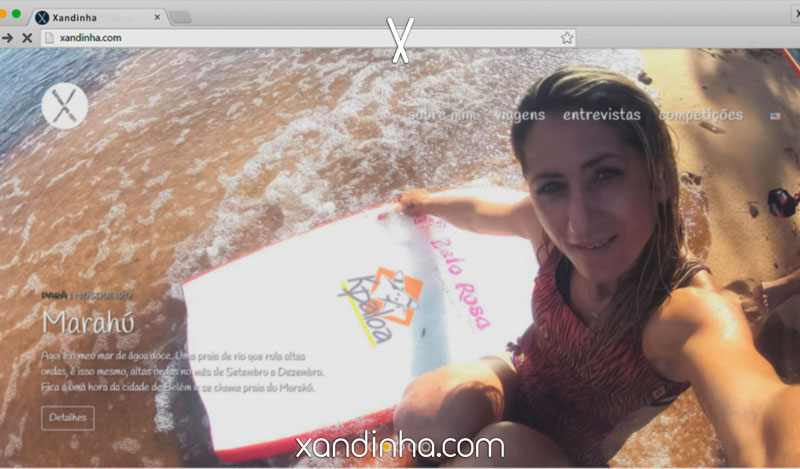 Xandinha
xandinha.com
X
X
sobre mim viagens entrevistas competições
Kpaloa
Belo Rosa
PARÁ | MOSQUEIRO
Marahú
Aqui é o meu mar de água doce. Uma praia de rio que rola altas
ondas, é isso mesmo, altas ondas no mês de Setembro a Dezembro.
Fica a uma hora da cidade de Belém e se chama praia do Marahú.
Detalhes
xandinha.com